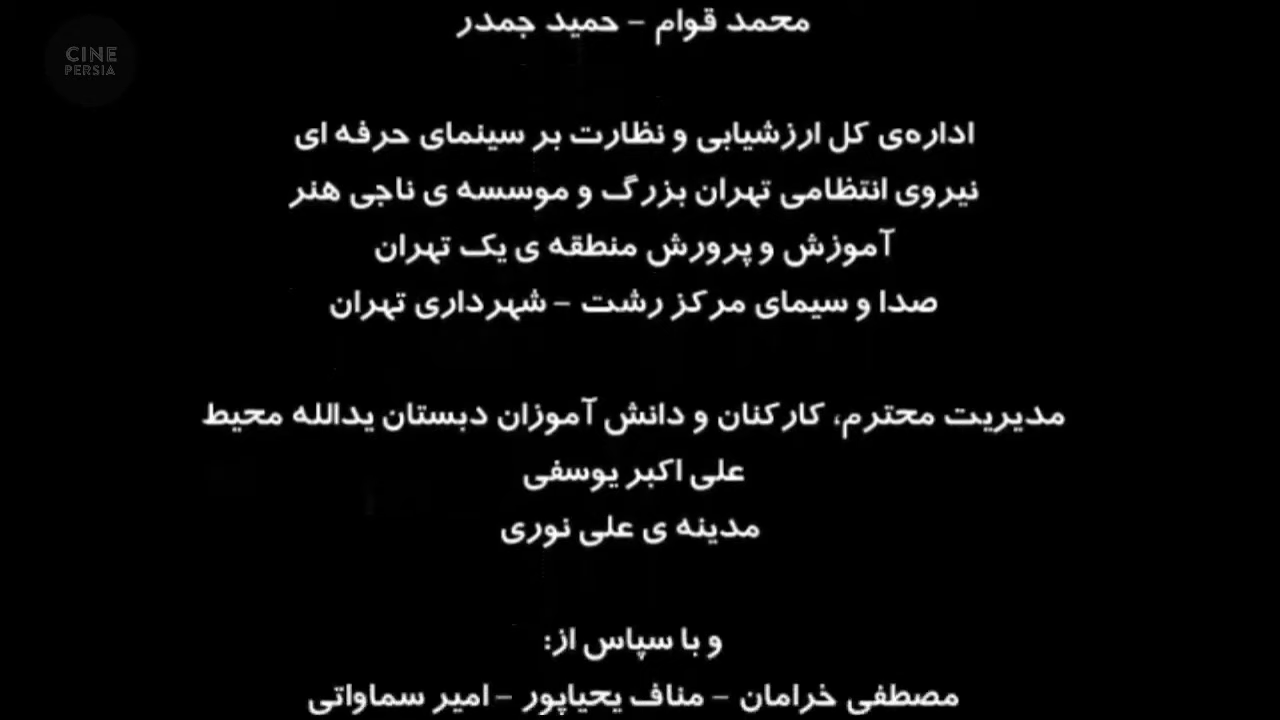 CINE
PERSIA
محمد قوام – حمید جمدر
اداره‌ی کل ارزشیابی و نظارت بر سینمای حرفه ای
نیروی انتظامی تهران بزرگ و موسسه ی ناجی هنر
آموزش و پرورش منطقه ی یک تهران
صدا و سیمای مرکز رشت – شهرداری تهران
مدیریت محترم، کارکنان و دانش آموزان دبستان یدالله محیط
علی اکبر یوسفی
مدینه ی علی نوری
و با سپاس از:
مصطفی خرامان – مناف یحیاپور – امیر سماواتی